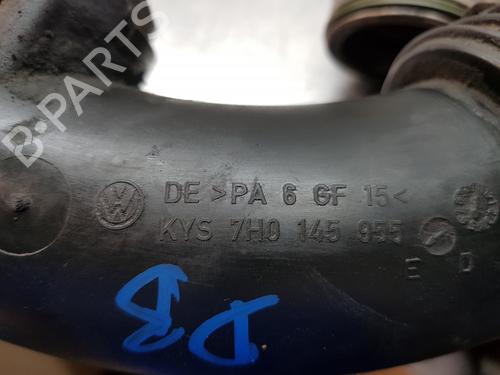 B-PARTS
DE >PA 6 GF 15<
KYS 7H0 145 955
E D